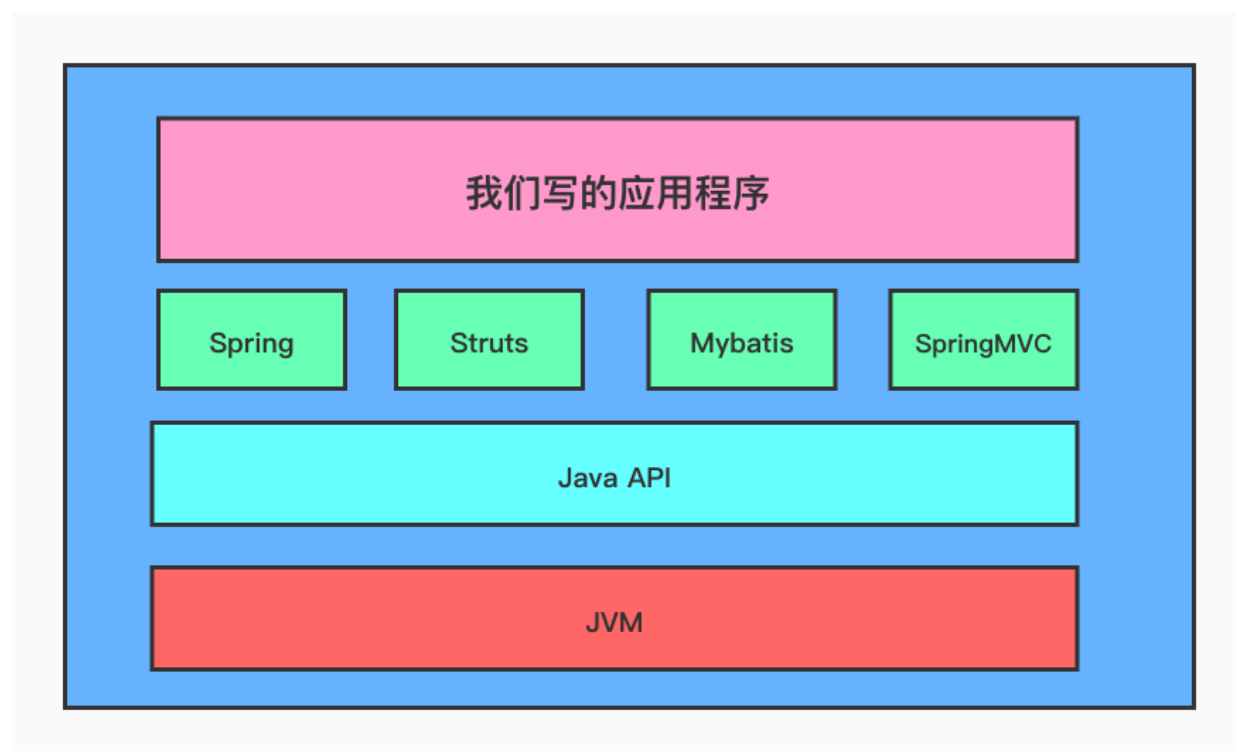 我们写的应用程序
Spring
Struts
Mybatis
SpringMVC
Java API
JVM